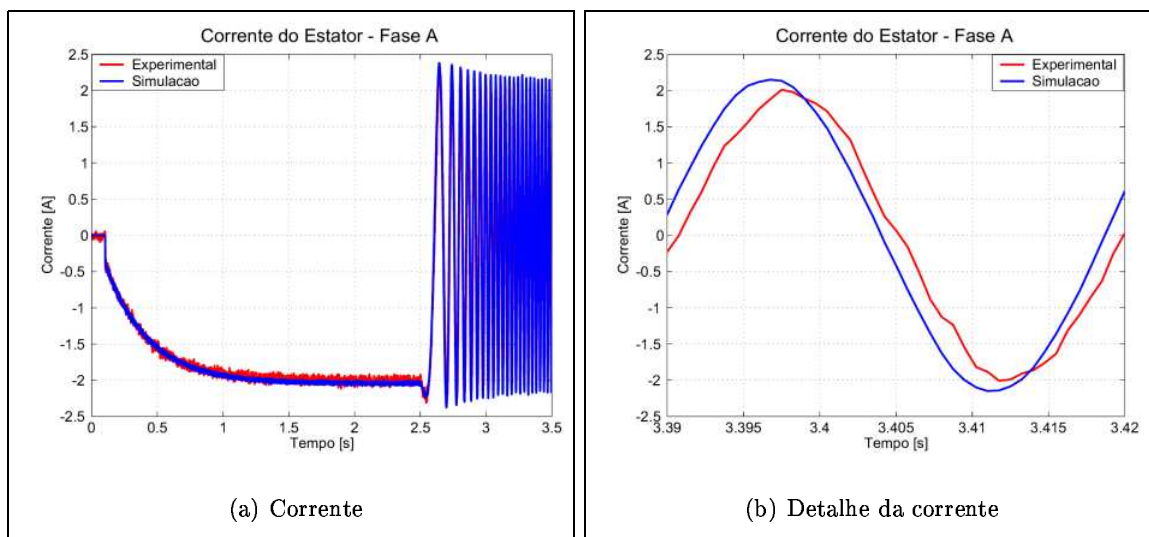 Corrente do Estator - Fase A
2.5
2
1.5
1
0.5
0
-0.5
-1
-1.5
-2
-2.5
Experimental
Simulacao
Corrente [A]
0 0.5 1 1.5 2 2.5 3 3.5
Tempo [s]
(a) Corrente
Corrente do Estator - Fase A
2.5
2
1.5
1
0.5
0
-0.5
-1
-1.5
-2
-2.5
Experimental
Simulacao
Corrente [A]
3.39 3.395 3.4 3.405 3.41 3.415 3.42
Tempo [s]
(b) Detalhe da corrente